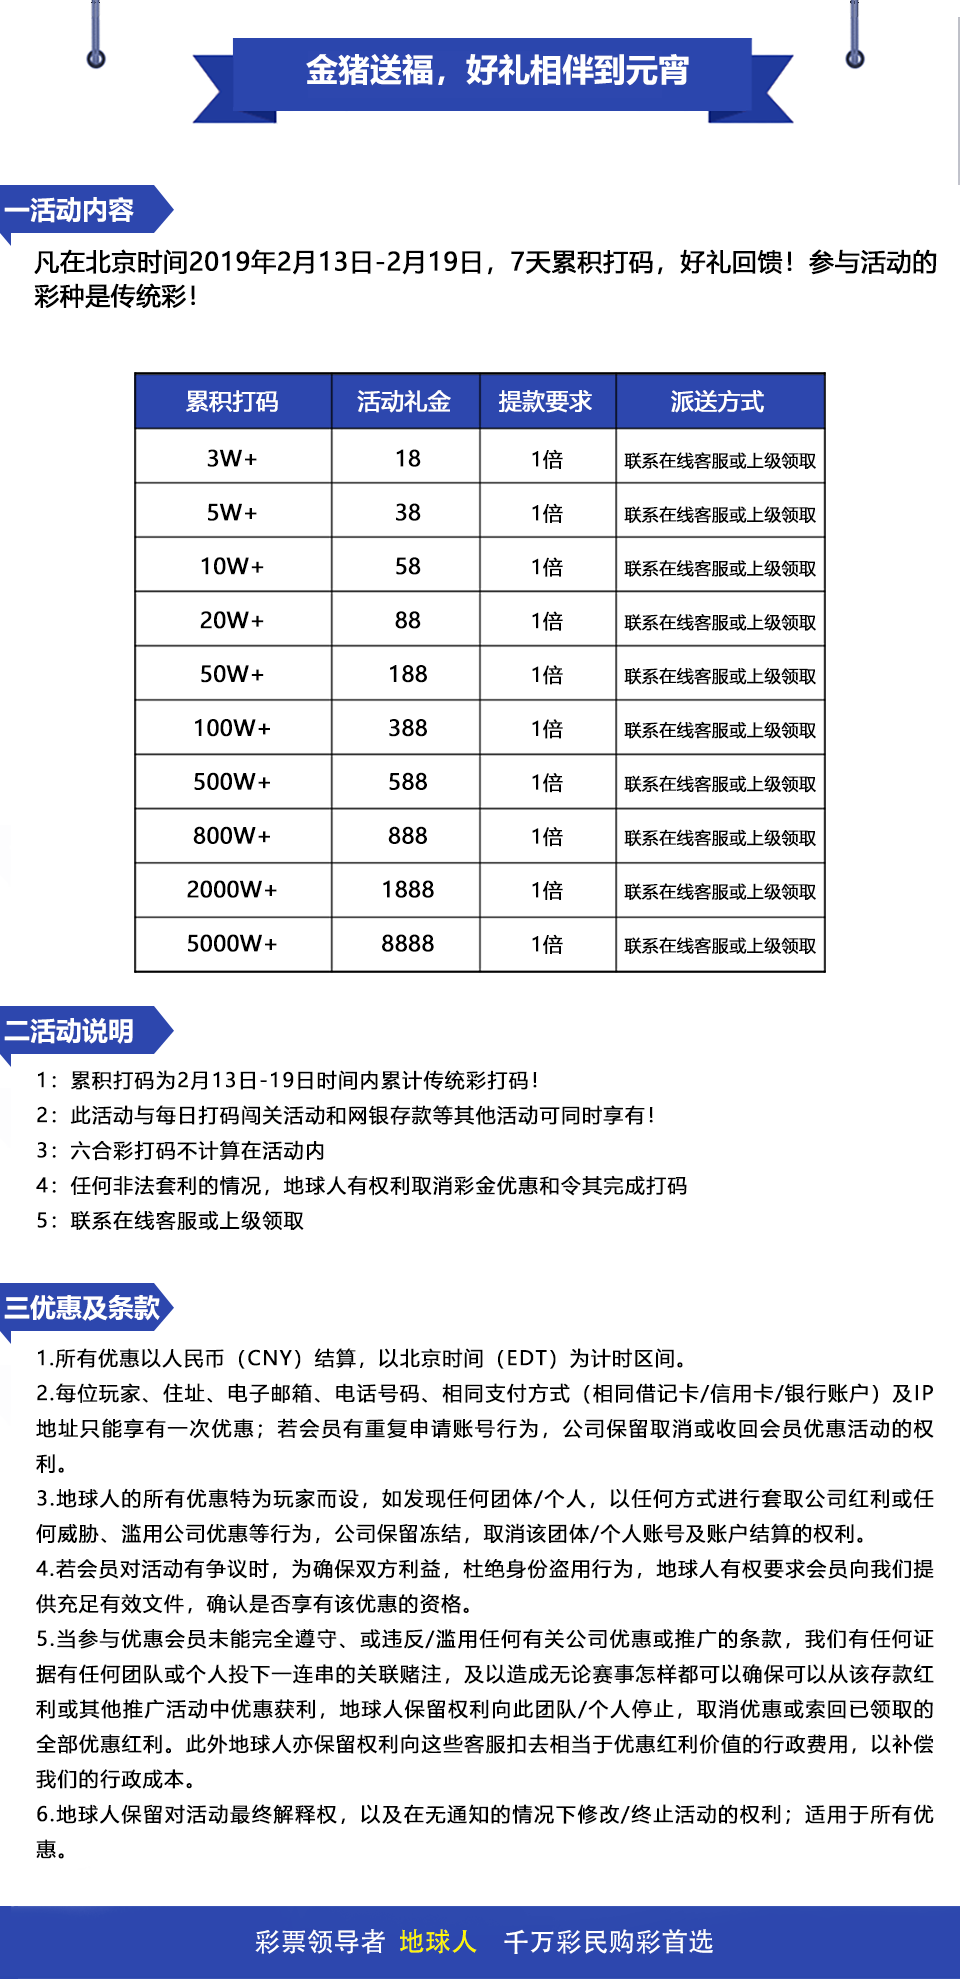 金猪送福，好礼相伴到元宵
一活动内容
凡在北京时间2019年2月13日-2月19日，7天累积打码，好礼回馈！参与活动的
彩种是传统彩！
累积打码 活动礼金 提款要求 派送方式
3W+ 18 1倍 联系在线客服或上级领取
5W+ 38 1倍 联系在线客服或上级领取
10W+ 58 1倍 联系在线客服或上级领取
20W+ 88 1倍 联系在线客服或上级领取
50W+ 188 1倍 联系在线客服或上级领取
100W+ 388 1倍 联系在线客服或上级领取
500W+ 588 1倍 联系在线客服或上级领取
800W+ 888 1倍 联系在线客服或上级领取
2000W+ 1888 1倍 联系在线客服或上级领取
5000W+ 8888 1倍 联系在线客服或上级领取
二活动说明
1：累积打码为2月13日-19日时间内累计传统彩打码！
2：此活动与每日打码闯关活动和网银存款等其他活动可同时享有！
3：六合彩打码不计算在活动内
4：任何非法套利的情况，地球人有权利取消彩金优惠和令其完成打码
5：联系在线客服或上级领取
三优惠及条款
1.所有优惠以人民币（CNY）结算，以北京时间（EDT）为计时区间。
2.每位玩家、住址、电子邮箱、电话号码、相同支付方式（相同借记卡/信用卡/银行账户）及IP
地址只能享有一次优惠；若会员有重复申请账号行为，公司保留取消或收回会员优惠活动的权
利。
3.地球人的所有优惠特为玩家而设，如发现任何团体/个人，以任何方式进行套取公司红利或任
何威胁、滥用公司优惠等行为，公司保留冻结，取消该团体/个人账号及账户结算的权利。
4.若会员对活动有争议时，为确保双方利益，杜绝身份盗用行为，地球人有权要求会员向我们提
供充足有效文件，确认是否享有该优惠的资格。
5.当参与优惠会员未能完全遵守、或违反/滥用任何有关公司优惠或推广的条款，我们有任何证
据有任何团队或个人投下一连串的关联赌注，及以造成无论赛事怎样都可以确保可以从该存款红
利或其他推广活动中优惠获利，地球人保留权利向此团队/个人停止，取消优惠或索回已领取的
全部优惠红利。此外地球人亦保留权利向这些客服扣去相当于优惠红利价值的行政费用，以补偿
我们的行政成本。
6.地球人保留对活动最终解释权，以及在无通知的情况下修改/终止活动的权利；适用于所有优
惠。
彩票领导者 地球人 千万彩民购彩首选